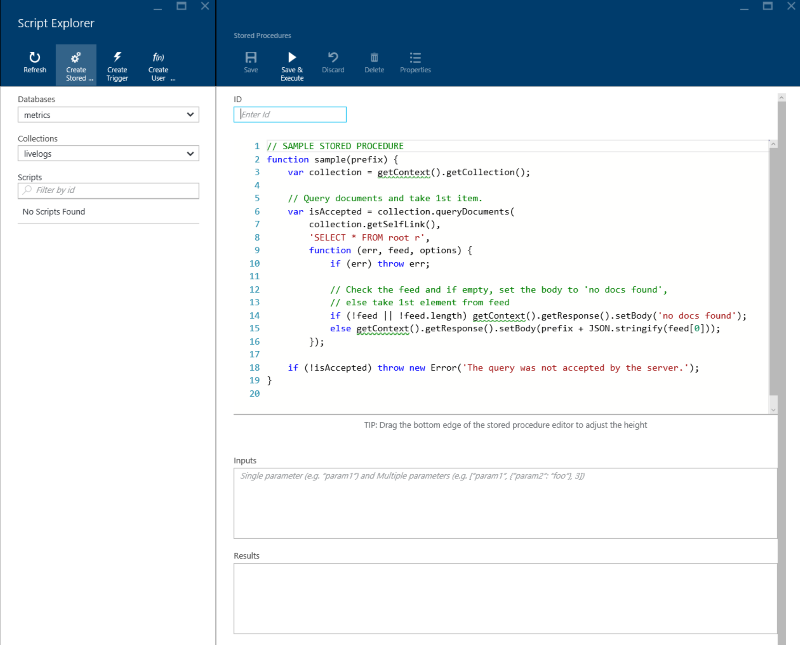 Script Explorer
Refresh
Create Stored ..
Create Trigger
f(n)
Create User ...
Databases
metrics
Collections
livelogs
Scripts
Filter by id
No Scripts Found
Stored Procedures
Save
Save & Execute
Discard
Delete
Properties
ID
Enter Id
1 // SAMPLE STORED PROCEDURE
2 function sample(prefix) {
3     var collection = getContext().getCollection();
4
5     // Query documents and take 1st item.
6     var isAccepted = collection.queryDocuments(
7         collection.getSelfLink(),
8         'SELECT * FROM root r',
9         function (err, feed, options) {
10             if (err) throw err;
11
12             // Check the feed and if empty, set the body to 'no docs found',
13             // else take 1st element from feed
14             if (!feed || !feed.length) getContext().getResponse().setBody('no docs found');
15             else getContext().getResponse().setBody(prefix + JSON.stringify(feed[0]));
16         });
17
18     if (!isAccepted) throw new Error('The query was not accepted by the server.');
19 }
20
TIP: Drag the bottom edge of the stored procedure editor to adjust the height
Inputs
Single parameter (e.g. "param1") and Multiple parameters (e.g. ["param1", {"param2": "foo"}, 3])
Results